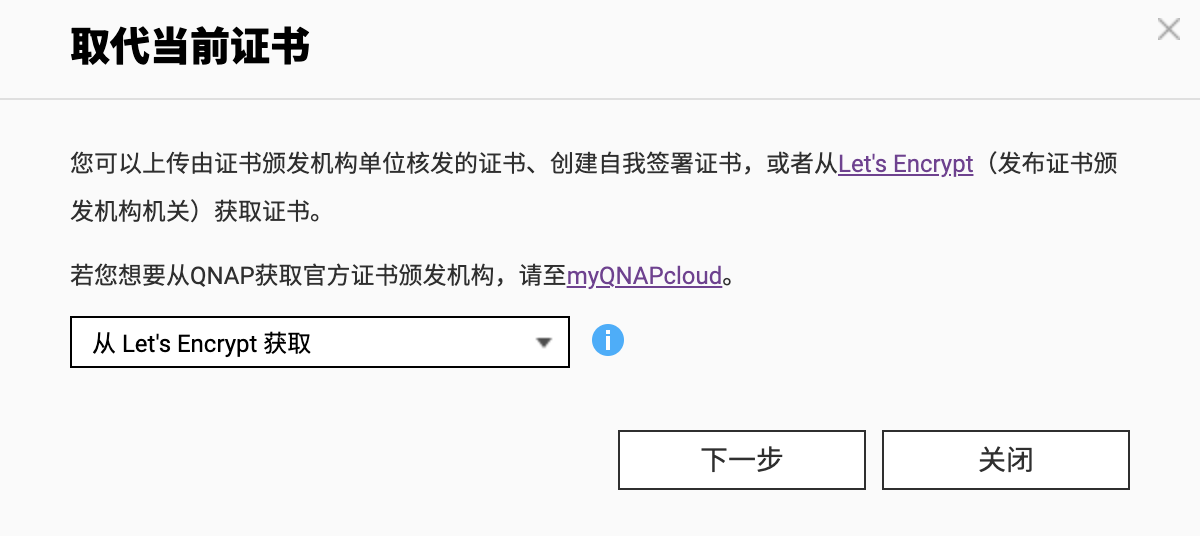 取代当前证书
您可以上传由证书颁发机构单位核发的证书、创建自我签署证书，或者从Let's Encrypt（发布证书颁
发机构机关）获取证书。
若您想要从QNAP获取官方证书颁发机构，请至myQNAPcloud。
从 Let's Encrypt 获取
下一步
关闭